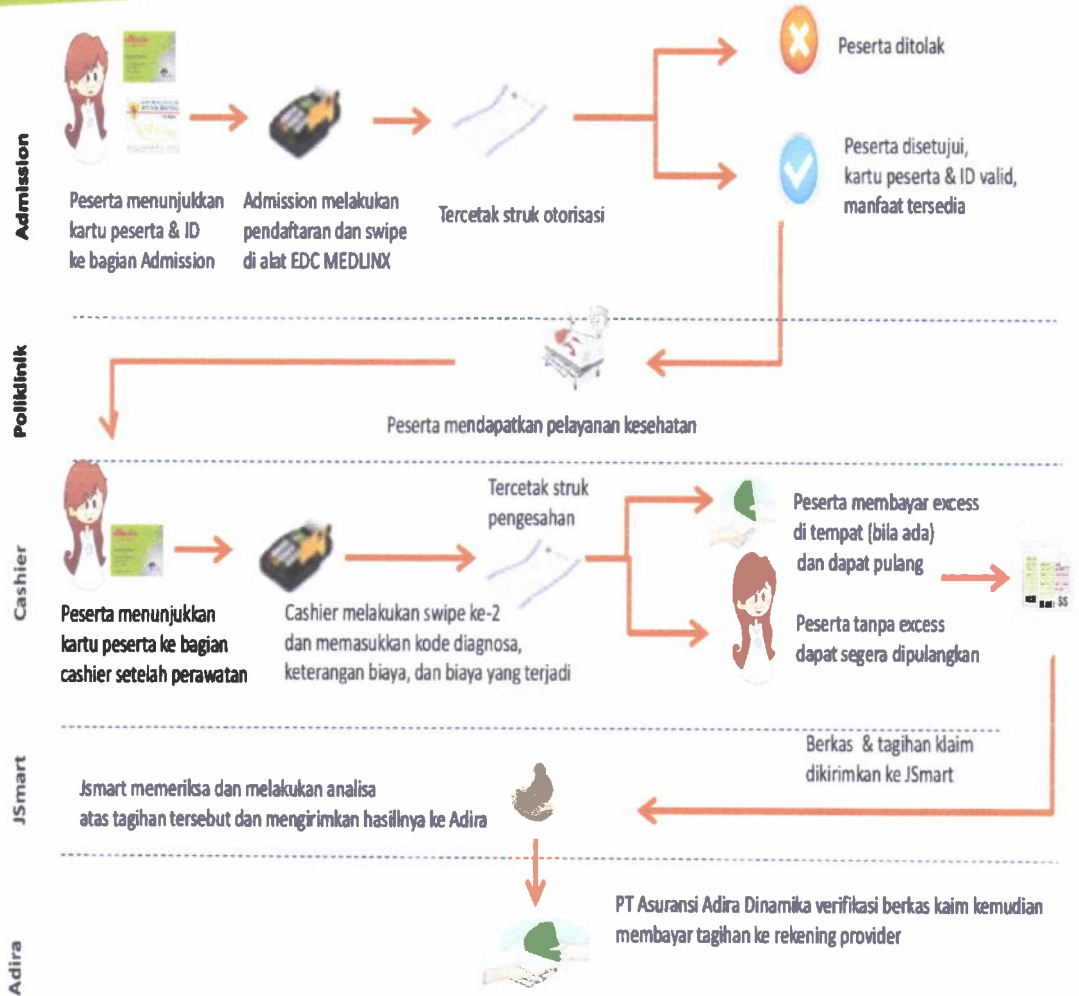 Admission
Peserta ditolak
Peserta disetujui,
kartu peserta & ID valid,
manfaat tersedia
Peserta menunjukkan
kartu peserta & ID
ke bagian Admission
Admission melakukan
pendaftaran dan swipe
di alat EDC MEDLINX
Tercetak struk otorisasi
Poliklinik
Peserta mendapatkan pelayanan kesehatan
Cashier
Peserta menunjukkan
kartu peserta ke bagian
cashier setelah perawatan
Cashier melakukan swipe ke-2
dan memasukkan kode diagnosa,
keterangan biaya, dan biaya yang terjadi
Tercetak struk
pengesahan
Peserta membayar excess
di tempat (bila ada)
dan dapat pulang
Peserta tanpa excess
dapat segera dipulangkan
$$
Berkas & tagihan klaim
dikirimkan ke JSmart
JSmart
Jsmart memeriksa dan melakukan analisa
atas tagihan tersebut dan mengirimkan hasillnya ke Adira
Adira
PT Asuransi Adira Dinamika verifikasi berkas kaim kemudian
membayar tagihan ke rekening provider